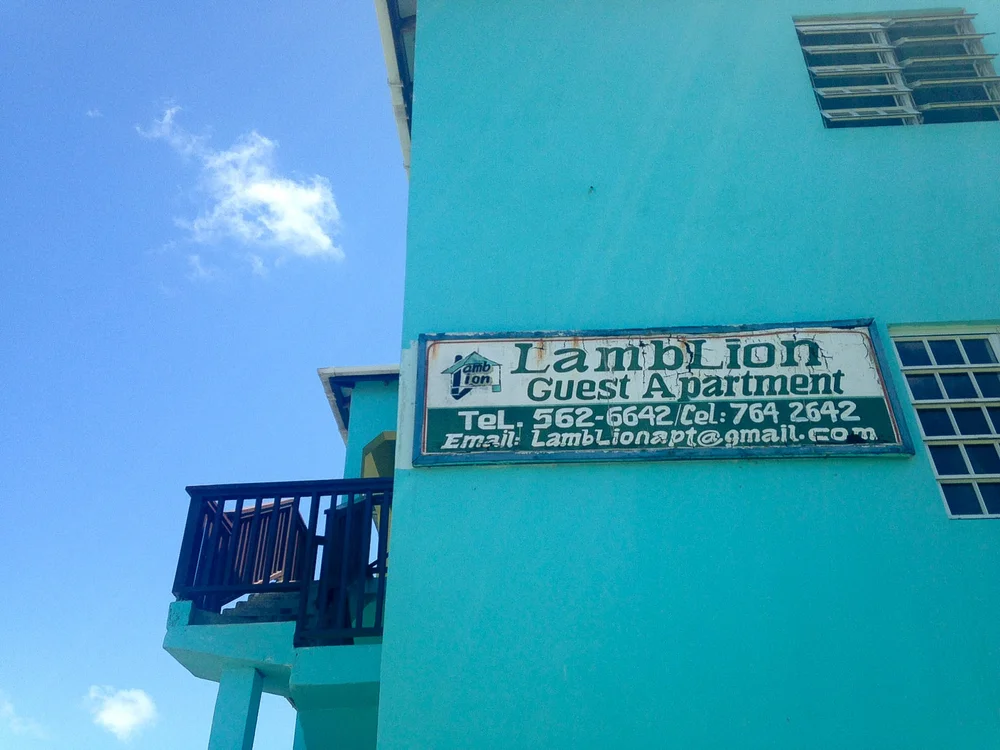 Lamb
Lion
LambLion
Guest Apartment
Tel. 562-6642/Cel: 764 2642
Email: LambLionapt@gmail.com